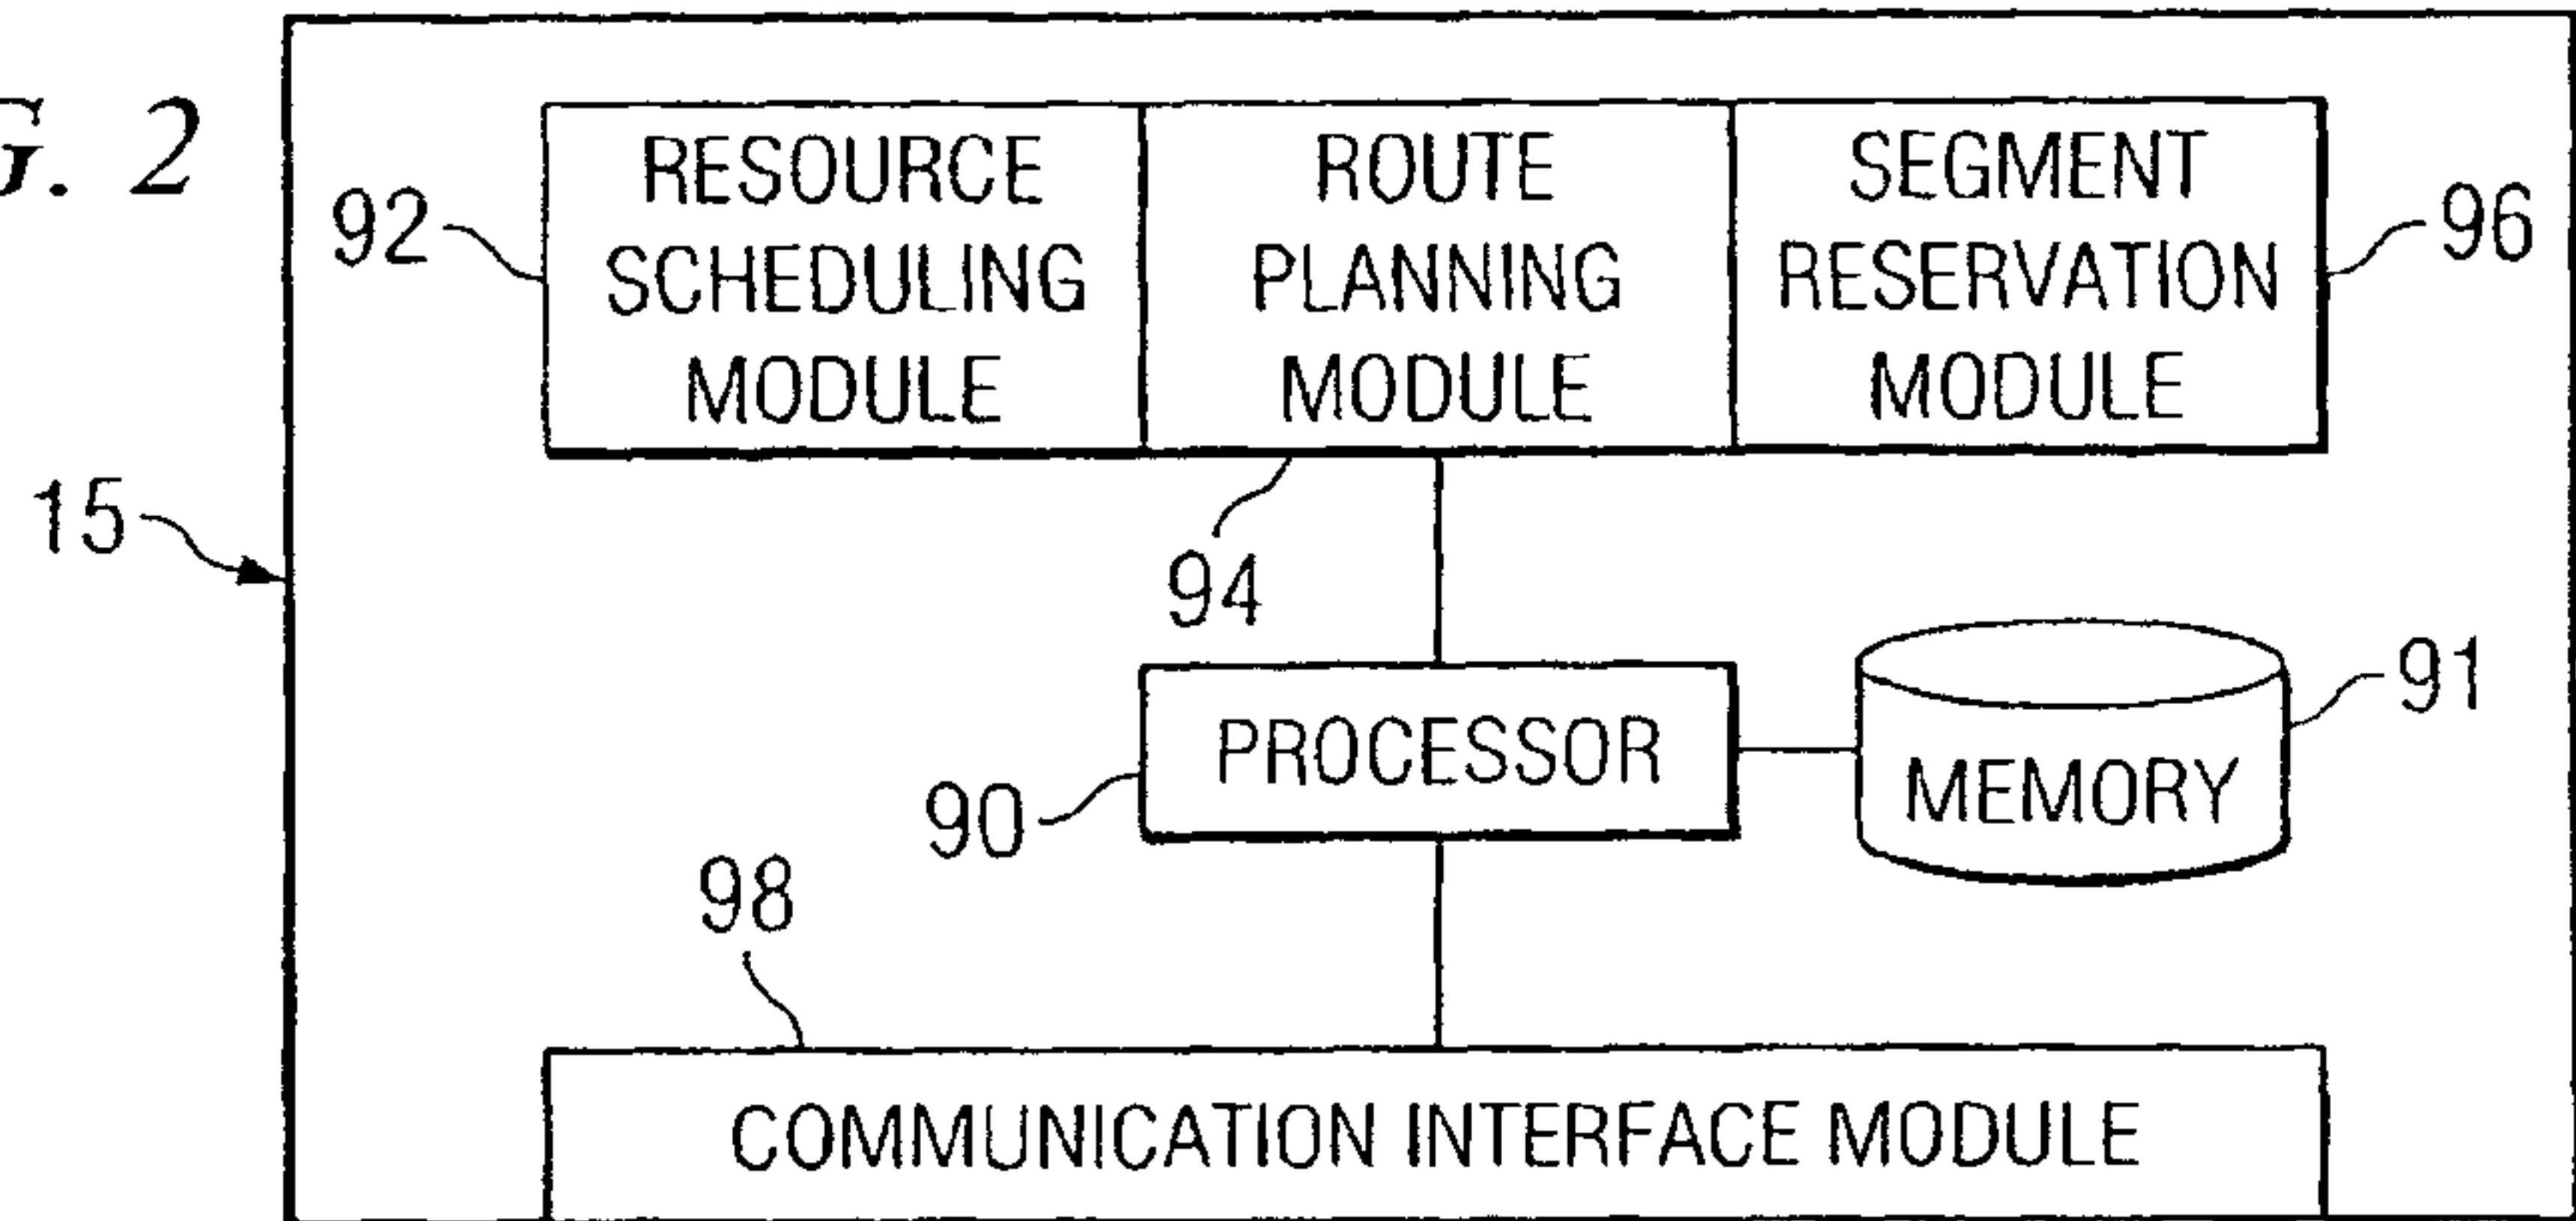 G. 2
RESOURCE
SCHEDULING
MODULE
ROUTE
PLANNING
MODULE
SEGMENT
RESERVATION
MODULE
92
96
15
94
91
PROCESSOR
MEMORY
90
98
COMMUNICATION INTERFACE MODULE